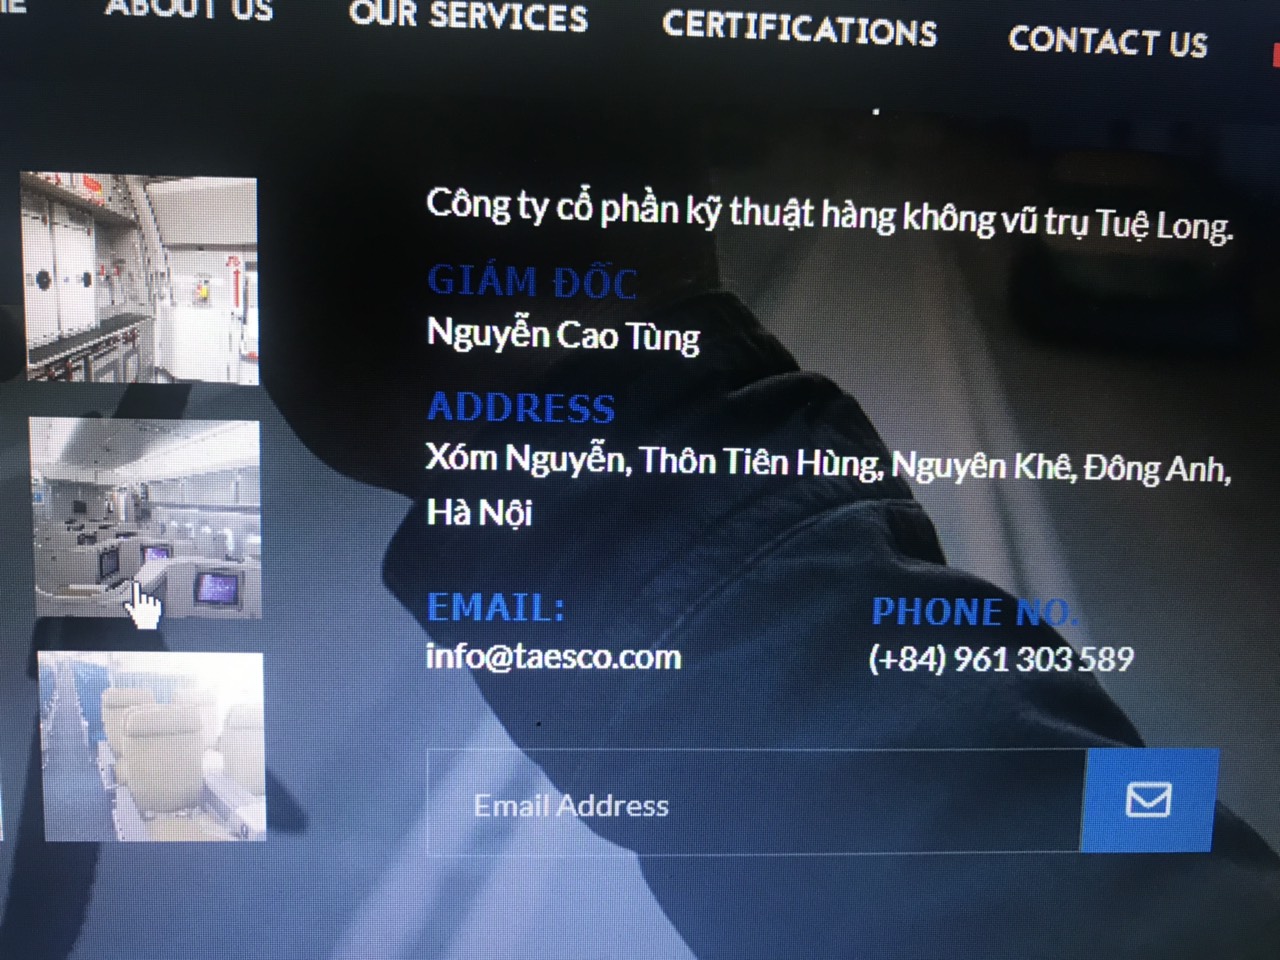 ABOUT US
OUR SERVICES
CERTIFICATIONS
CONTACT US
Công ty cổ phần kỹ thuật hàng không vũ trụ Tuệ Long.
GIÁM ĐỐC
Nguyễn Cao Tùng
ADDRESS
Xóm Nguyễn, Thôn Tiên Hùng, Nguyên Khê, Đông Anh,
Hà Nội
EMAIL:
info@taesco.com
PHONE NO.
(+84) 961 303 589
Email Address